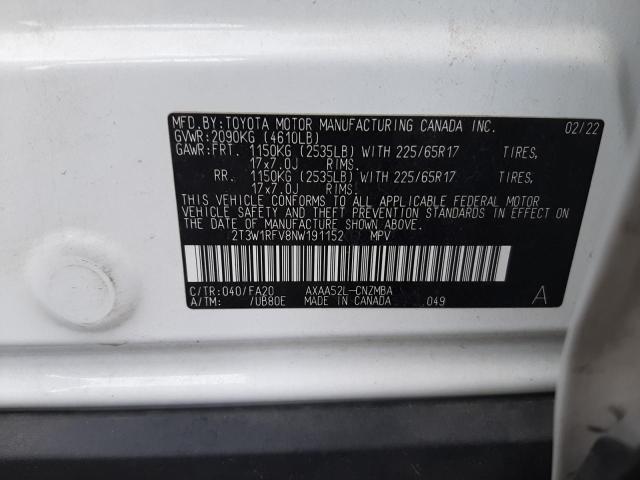 MFD.BY:TOYOTA MOTOR MANUFACTURING CANADA INC. 02/22
GVWR:2090KG (4610LB)
GAWR:FRT. 1150KG (2535LB) WITH 225/65R17 TIRES,
17x7.0J RIMS.
RR. 1150KG (2535LB) WITH 225/65R17 TIRES,
17x7.0J RIMS.
THIS VEHICLE CONFORMS TO ALL APPLICABLE FEDERAL MOTOR
VEHICLE SAFETY AND THEFT PREVENTION STANDARDS IN EFFECT ON
THE DATE OF MANUFACTURE SHOWN ABOVE.
2T3W1RFV8NW191152 MPV
C/TR:040/FA20 AXAA52L-CNZMBA
A/TM: /UB80E MADE IN CANADA 049
A